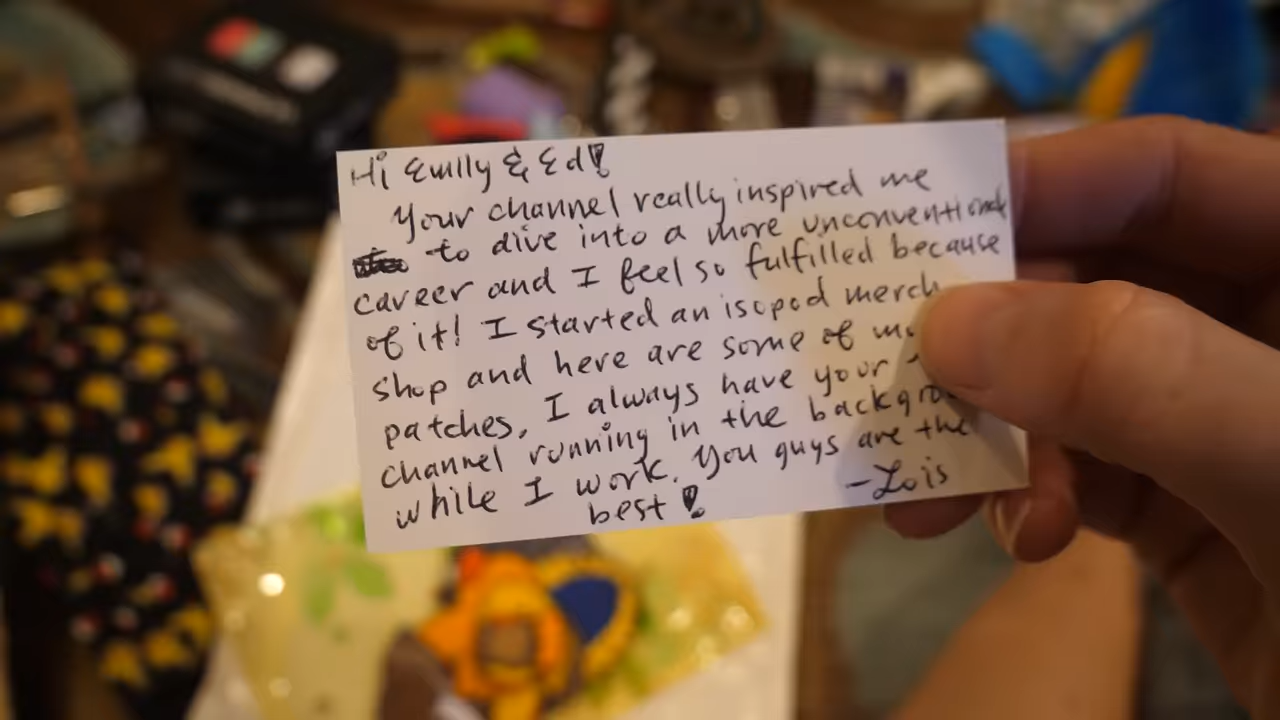 Hi Emily & Ed!
Your channel really inspired me
to dive into a more unconventional
career and I feel so fulfilled because
of it! I started an isopod merch
shop and here are some of my
patches, I always have your
channel running in the background
while I work. You guys are the
best!
-Lois